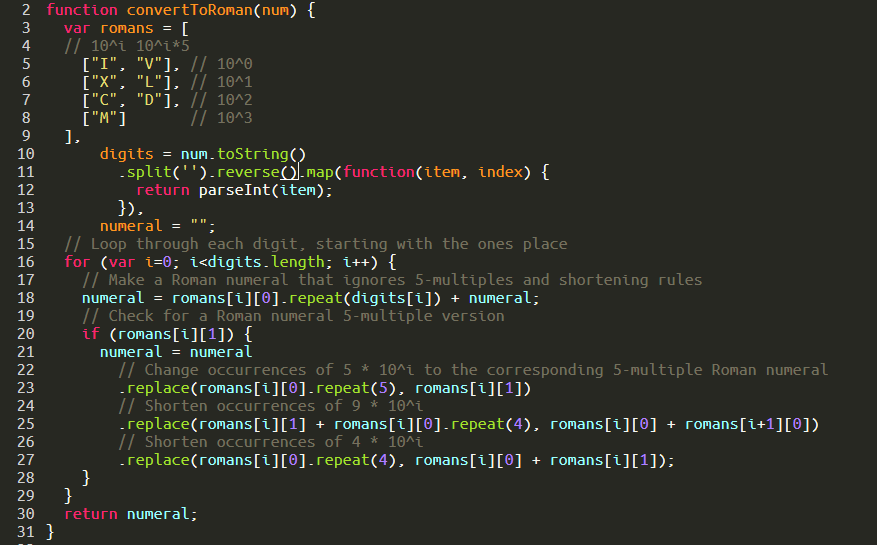 2 function convertToRoman(num) {
3   var romans = [
4   // 10^i 10^i*5
5     ["I", "V"], // 10^0
6     ["X", "L"], // 10^1
7     ["C", "D"], // 10^2
8     ["M"]       // 10^3
9   ],
10       digits = num.toString()
11         .split('').reverse().map(function(item, index) {
12           return parseInt(item);
13         }),
14       numeral = "";
15   // Loop through each digit, starting with the ones place
16   for (var i=0; i<digits.length; i++) {
17     // Make a Roman numeral that ignores 5-multiples and shortening rules
18     numeral = romans[i][0].repeat(digits[i]) + numeral;
19     // Check for a Roman numeral 5-multiple version
20     if (romans[i][1]) {
21       numeral = numeral
22         // Change occurrences of 5 * 10^i to the corresponding 5-multiple Roman numeral
23         .replace(romans[i][0].repeat(5), romans[i][1])
24         // Shorten occurrences of 9 * 10^i
25         .replace(romans[i][1] + romans[i][0].repeat(4), romans[i][0] + romans[i+1][0])
26         // Shorten occurrences of 4 * 10^i
27         .replace(romans[i][0].repeat(4), romans[i][0] + romans[i][1]);
28     }
29   }
30   return numeral;
31 }